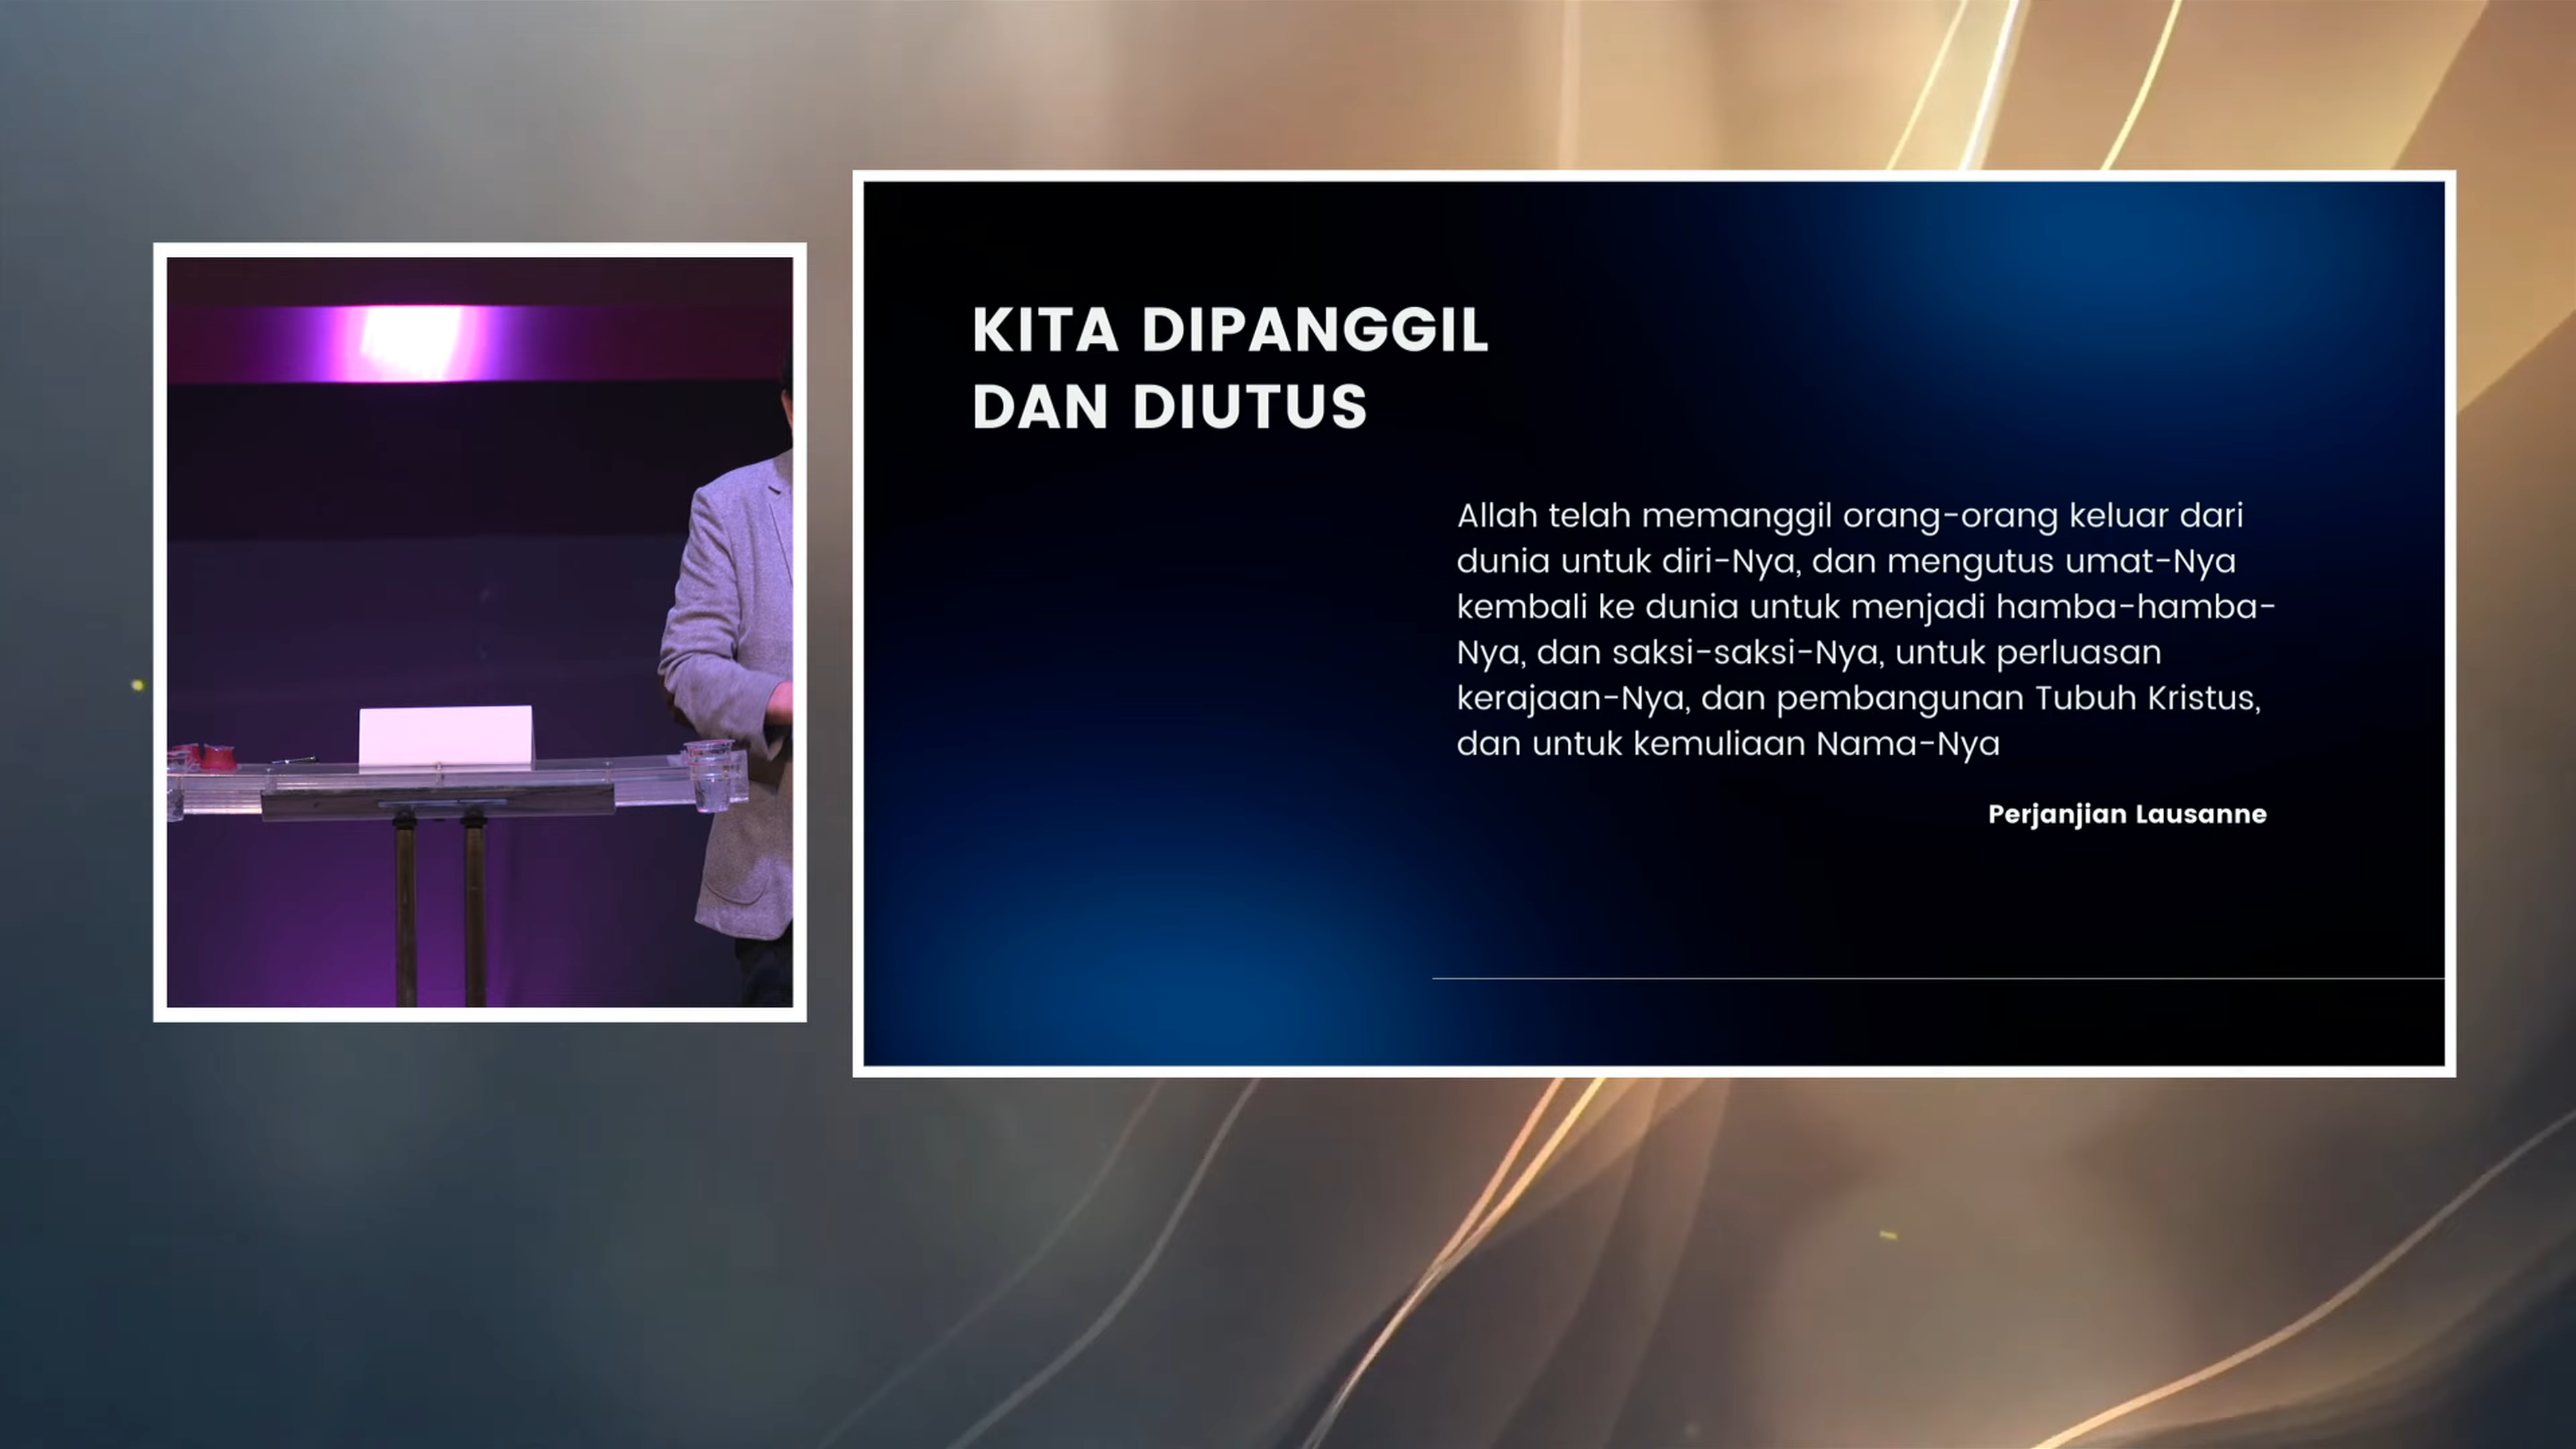 KITA DIPANGGIL
DAN DIUTUS
Allah telah memanggil orang-orang keluar dari
dunia untuk diri-Nya, dan mengutus umat-Nya
kembali ke dunia untuk menjadi hamba-hamba-
Nya, dan saksi-saksi-Nya, untuk perluasan
kerajaan-Nya, dan pembangunan Tubuh Kristus,
dan untuk kemuliaan Nama-Nya
Perjanjian Lausanne